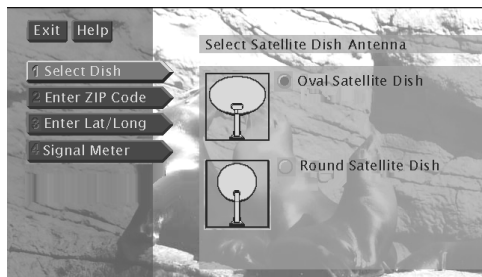 Exit Help
Select Satellite Dish Antenna
1 Select Dish
Oval Satellite Dish
2 Enter ZIP Code
3 Enter Lat/Long
4 Signal Meter
Round Satellite Dish